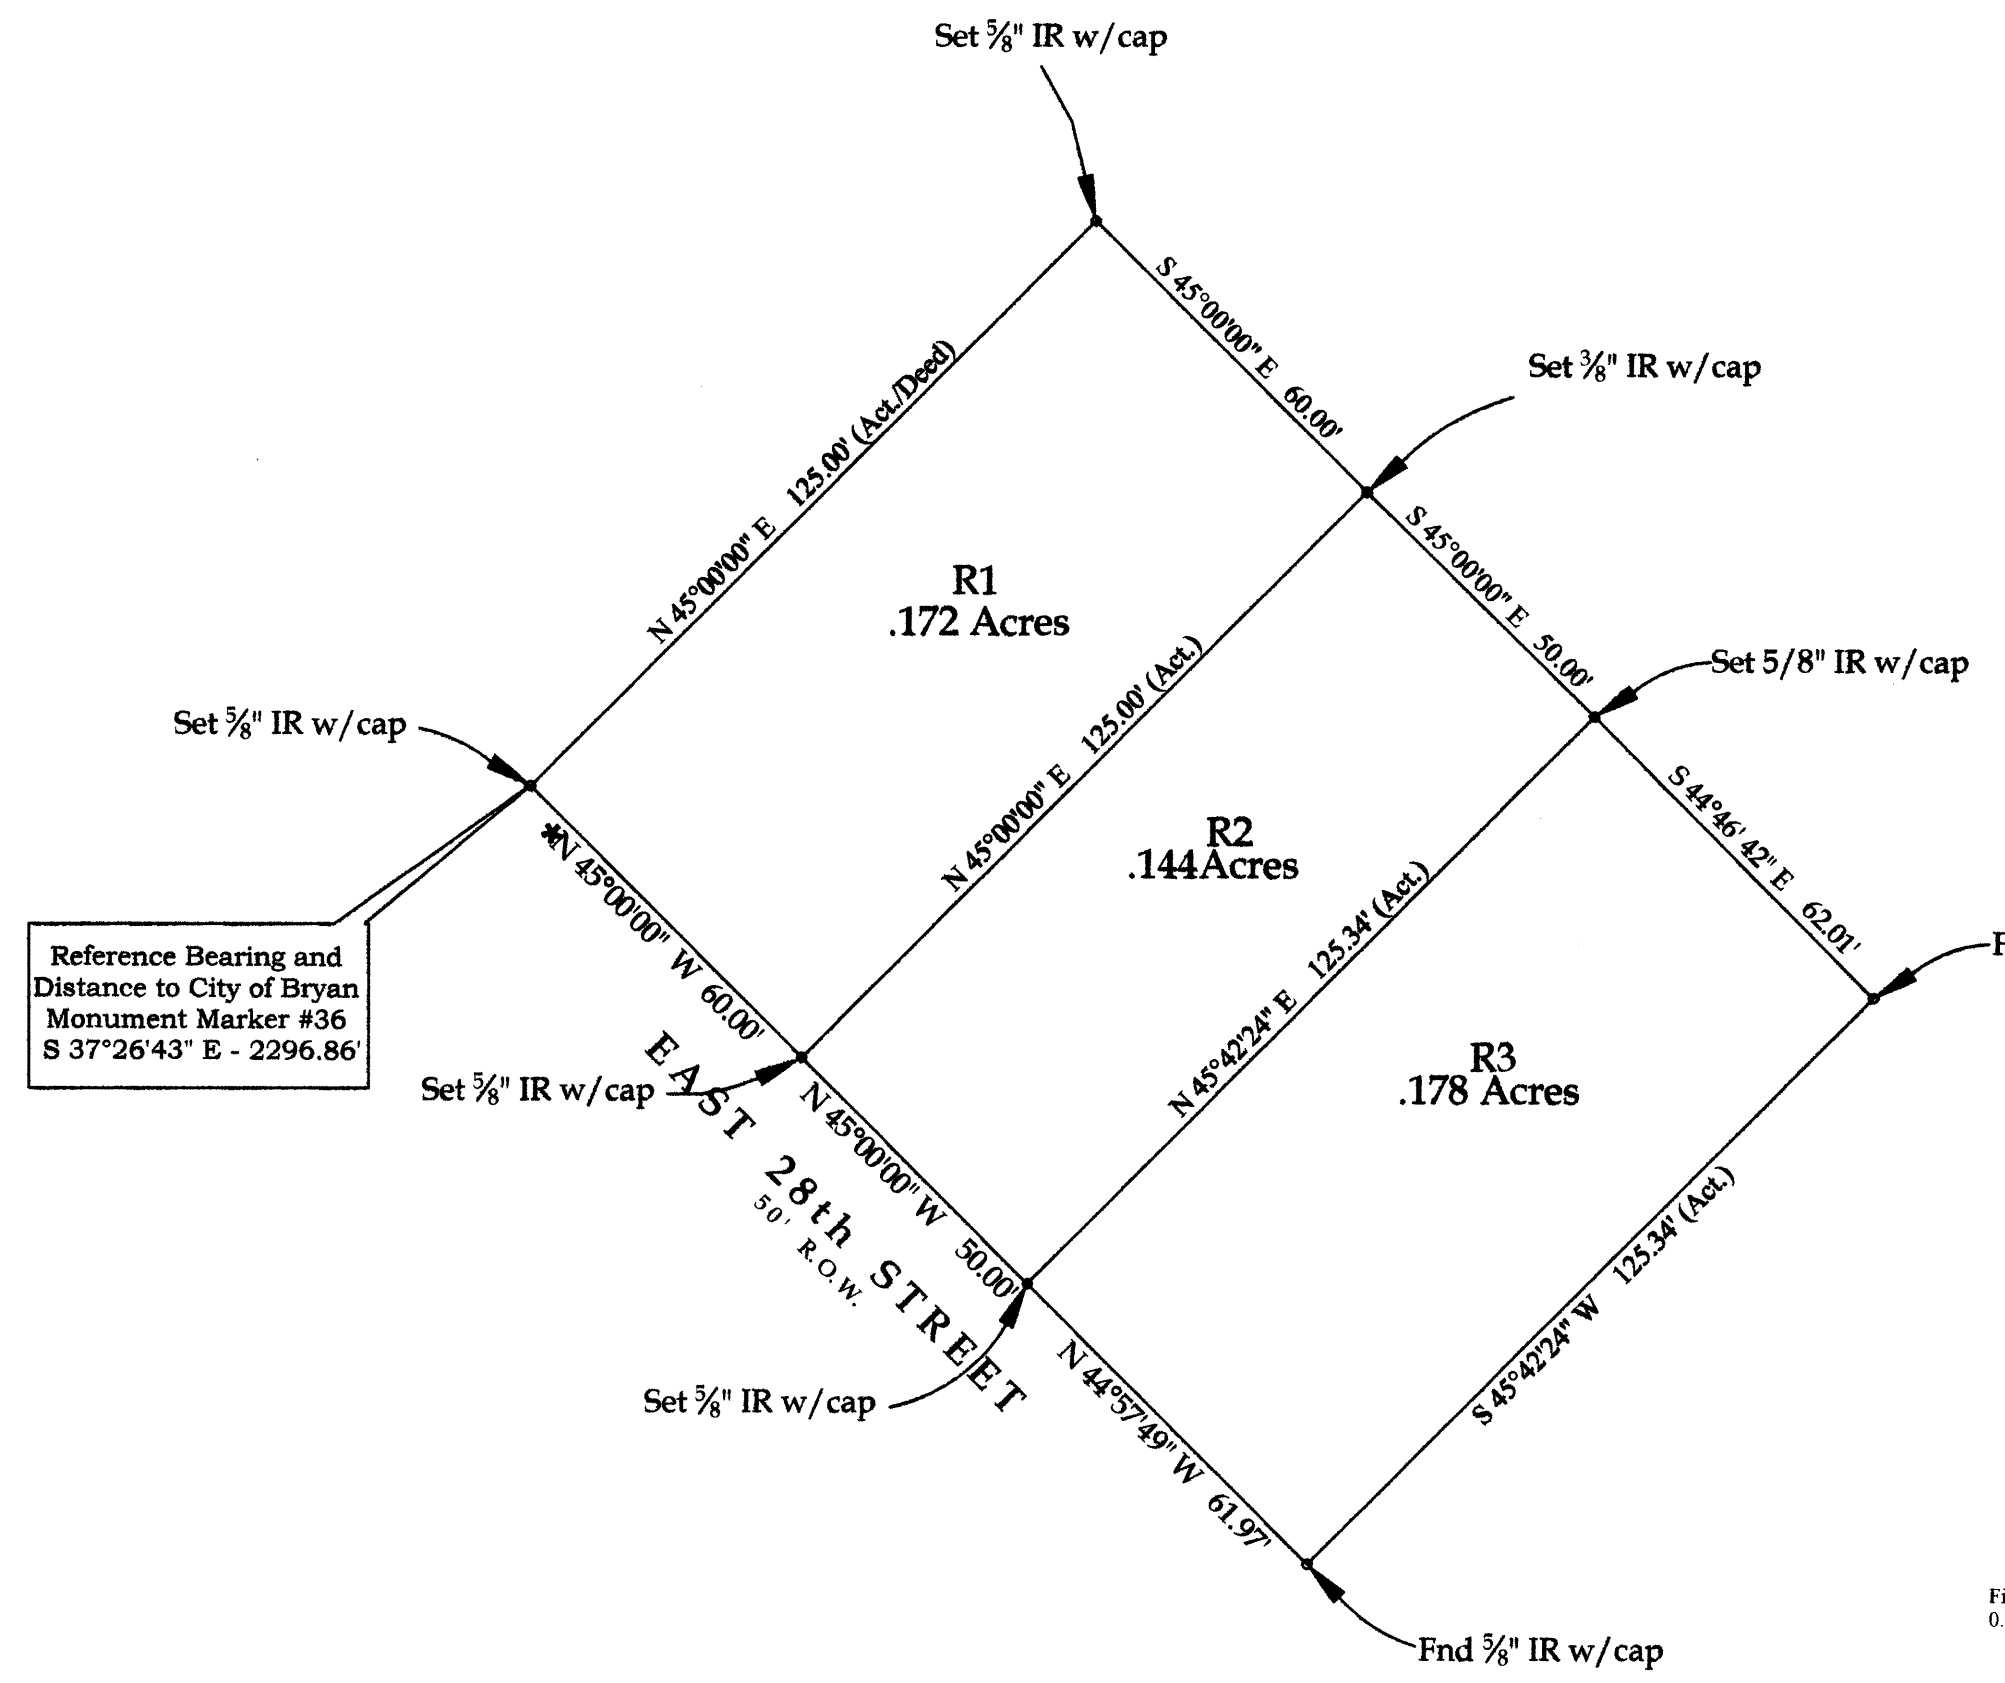 Set ⅝" IR w/cap
S 45°00'00" E 60.00'
Set ⅜" IR w/cap
N 45°00'00" E 125.00' (Act./Deed)
S 45°00'00" E 50.00'
R1
.172 Acres
Set 5/8" IR w/cap
Set ⅝" IR w/cap
N 45°00'00" E 125.00' (Act.)
S 44°46'42" E 62.01'
R2
.144 Acres
*N 45°00'00" W 60.00'
Reference Bearing and
Distance to City of Bryan
Monument Marker #36
S 37°26'43" E - 2296.86'
N 45°42'24" E 125.34' (Act.)
F
R3
.178 Acres
Set ⅝" IR w/cap
EAST 28th STREET
50' R.O.W.
N 45°00'00" W 50.00'
S 45°42'24" W 125.34' (Act.)
Set ⅝" IR w/cap
N 44°57'49" W 61.97'
Fi
0.
Fnd ⅝" IR w/cap